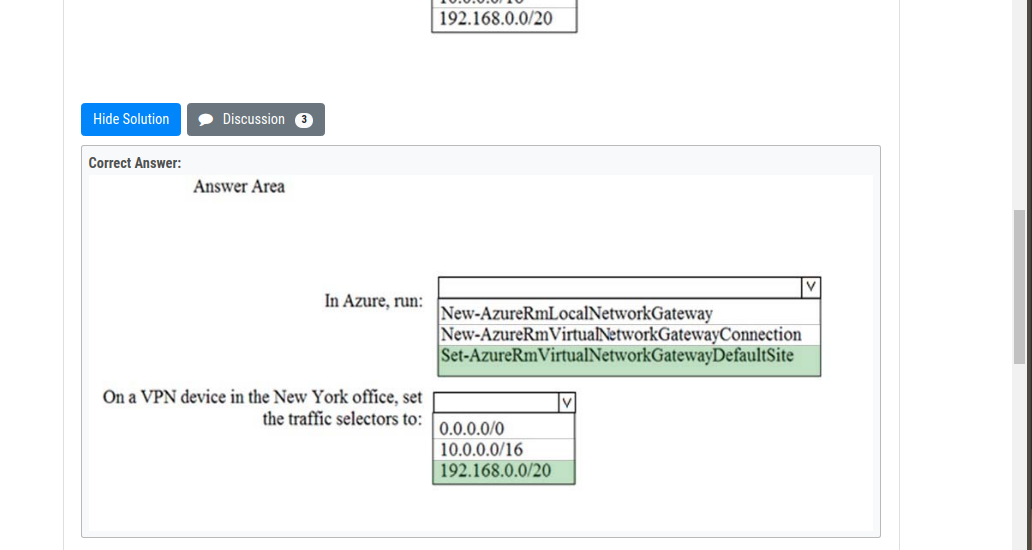 192.168.0.0/20
Hide Solution
Discussion 3
Correct Answer:
Answer Area
In Azure, run:
New-AzureRmLocalNetworkGateway
New-AzureRmVirtualNetworkGatewayConnection
Set-AzureRmVirtualNetworkGatewayDefaultSite
On a VPN device in the New York office, set
the traffic selectors to:
0.0.0.0/0
10.0.0.0/16
192.168.0.0/20